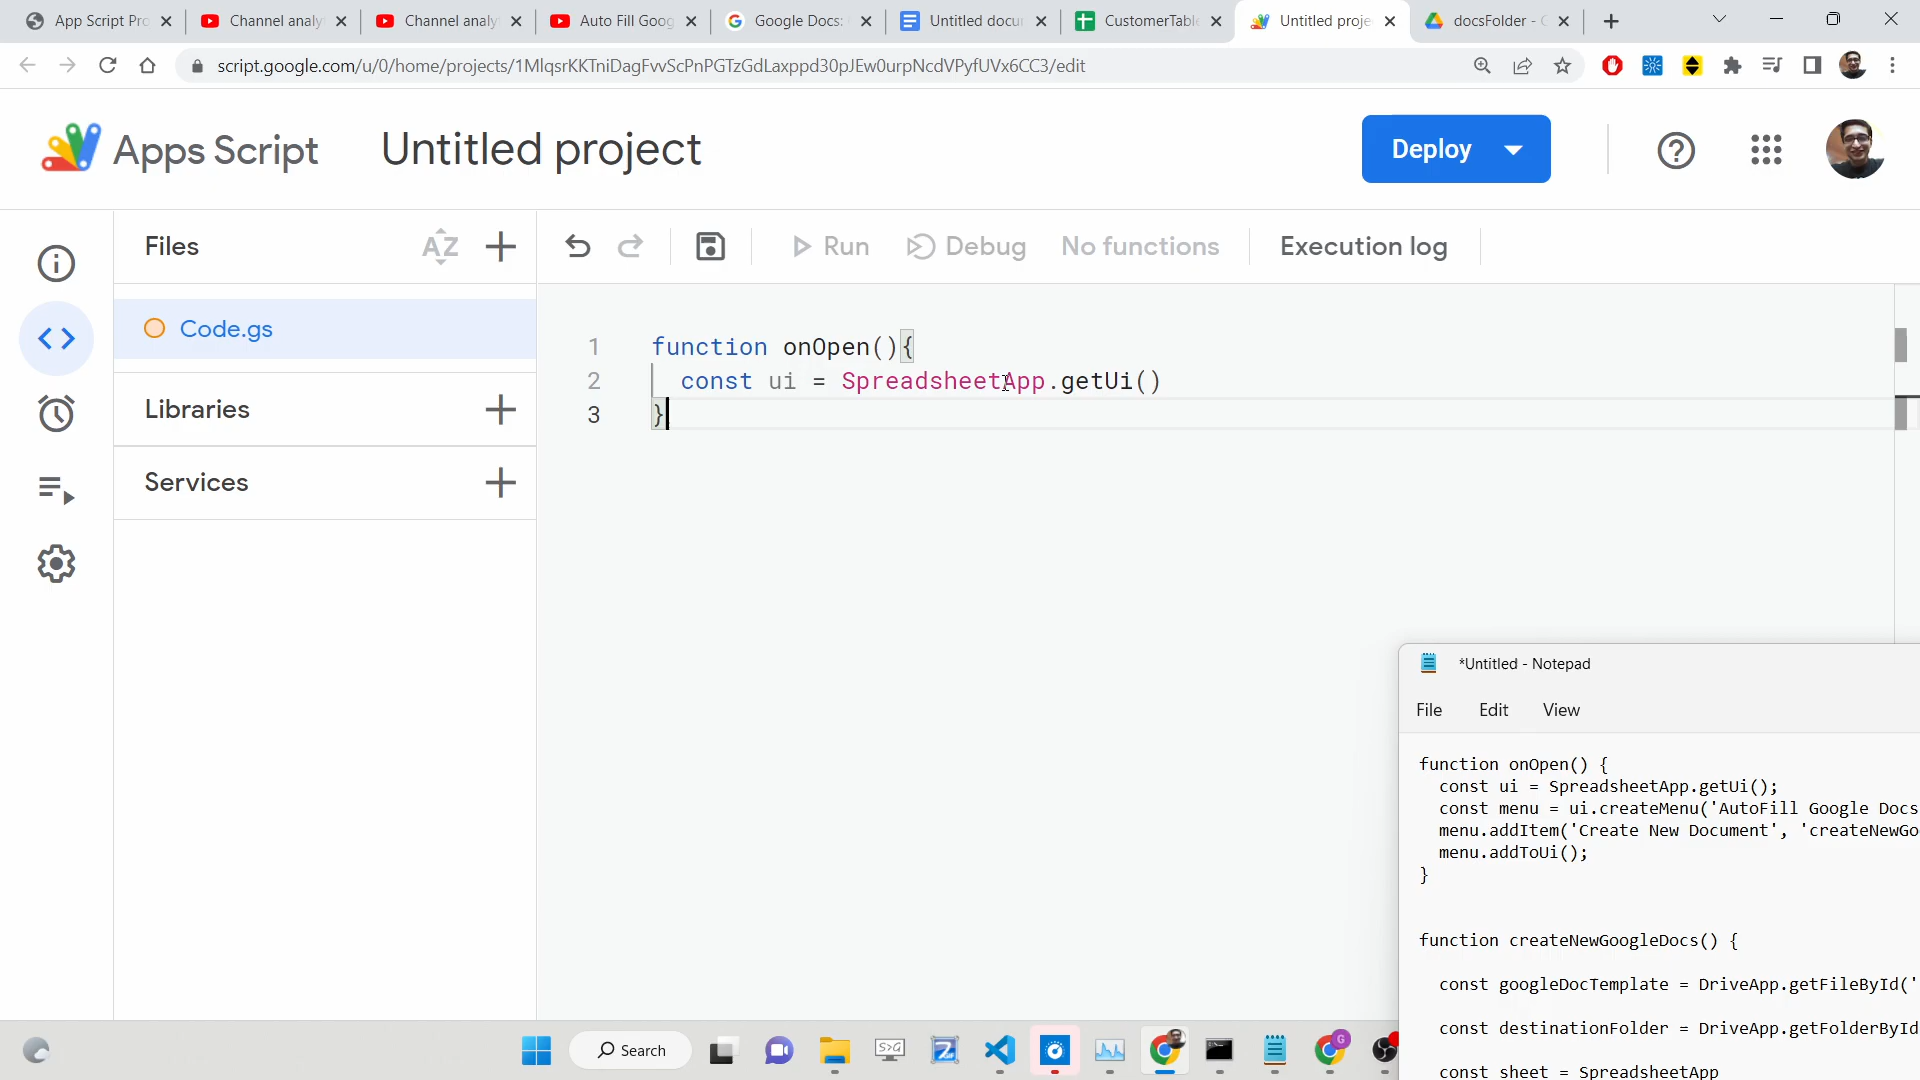 App Script Pro
Channel analy
Channel analy
Auto Fill Goog
Google Docs:
Untitled docu
CustomerTable
Untitled proje
docsFolder - G
script.google.com/u/0/home/projects/1MlqsrKKTniDagFvvScPnPGTzGdLaxppd30pJEw0urpNcdVPyfUVx6CC3/edit
Apps Script
Untitled project
Deploy
Files
AZ
Run
Debug
No functions
Execution log
Code.gs
Libraries
Services
1 function onOpen(){
2 const ui = SpreadsheetApp.getUi()
3 }
*Untitled - Notepad
File
Edit
View
function onOpen() {
const ui = SpreadsheetApp.getUi();
const menu = ui.createMenu('AutoFill Google Docs
menu.addItem('Create New Document', 'createNewGo
menu.addToUi();
}
function createNewGoogleDocs() {
const googleDocTemplate = DriveApp.getFileById('
const destinationFolder = DriveApp.getFolderById
const sheet = SpreadsheetApp
Search